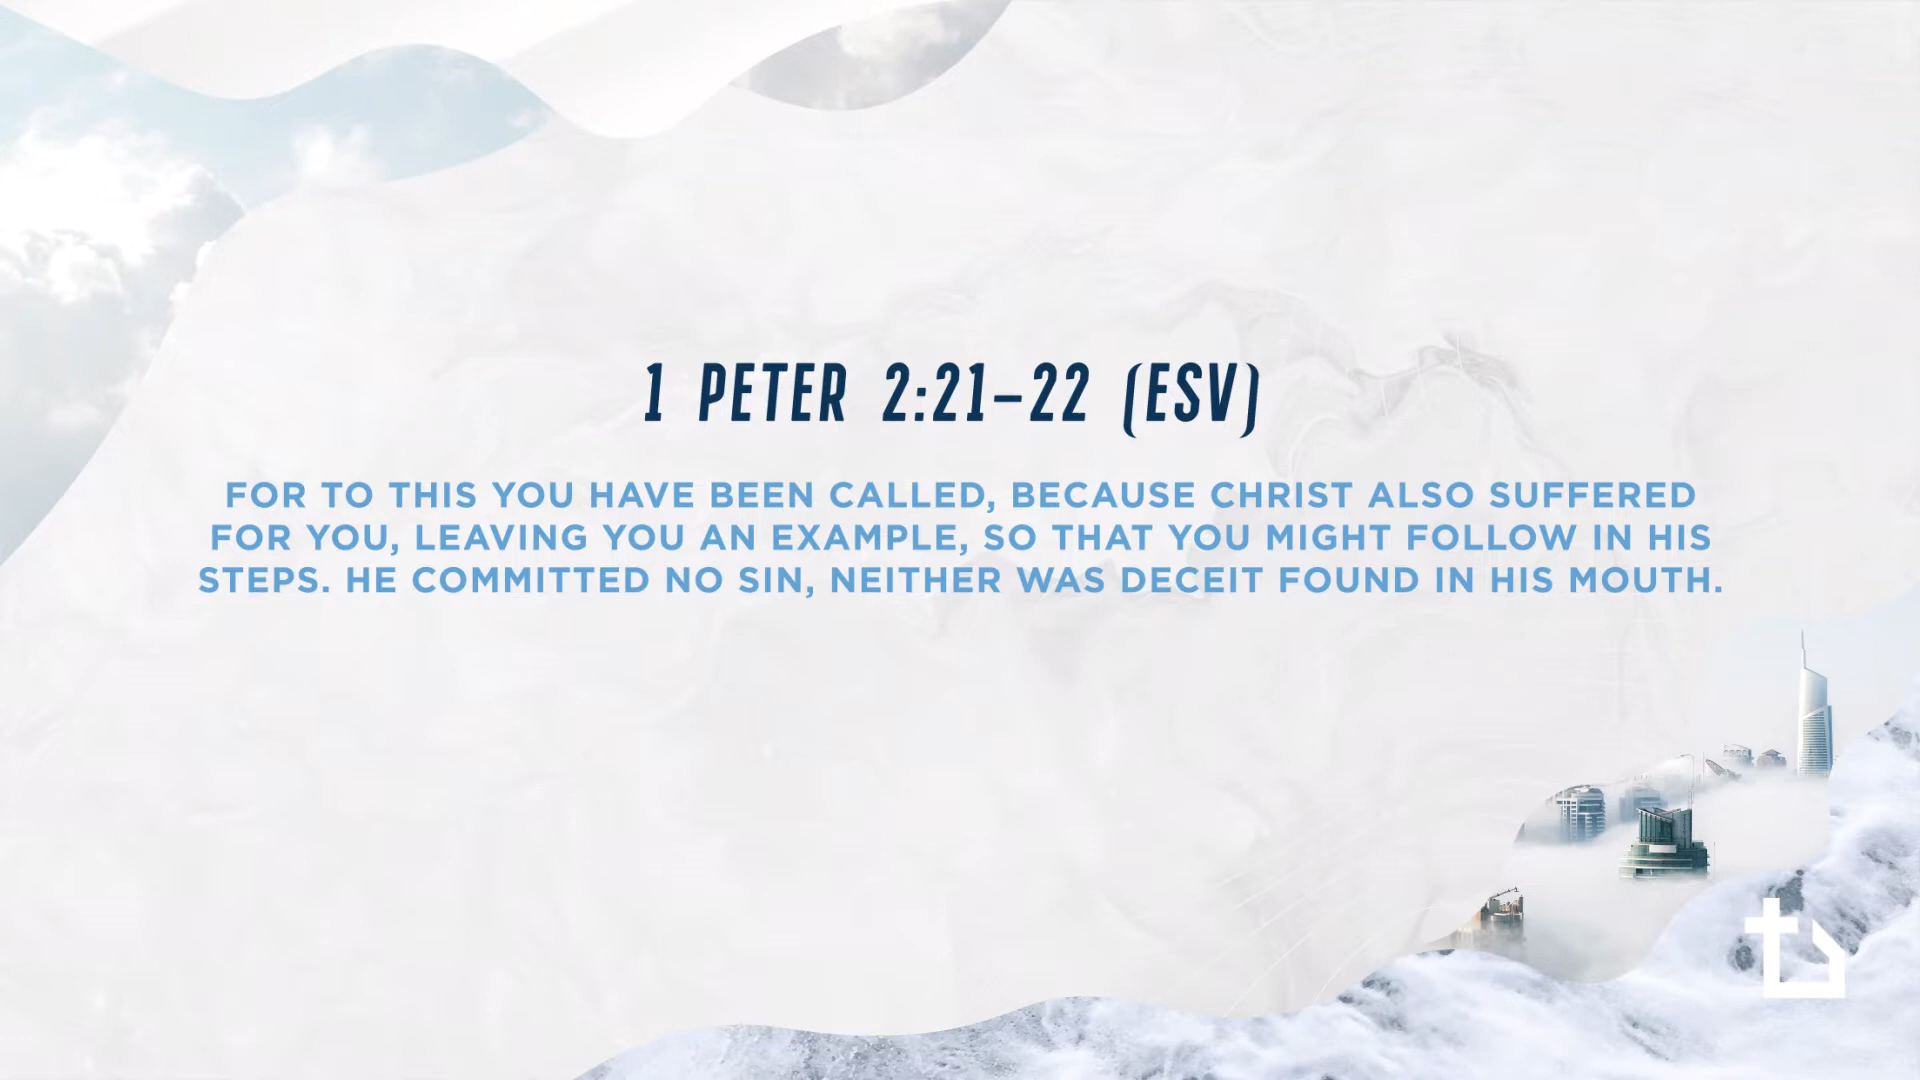 1 PETER 2:21–22 (ESV)
FOR TO THIS YOU HAVE BEEN CALLED, BECAUSE CHRIST ALSO SUFFERED
FOR YOU, LEAVING YOU AN EXAMPLE, SO THAT YOU MIGHT FOLLOW IN HIS
STEPS. HE COMMITTED NO SIN, NEITHER WAS DECEIT FOUND IN HIS MOUTH.